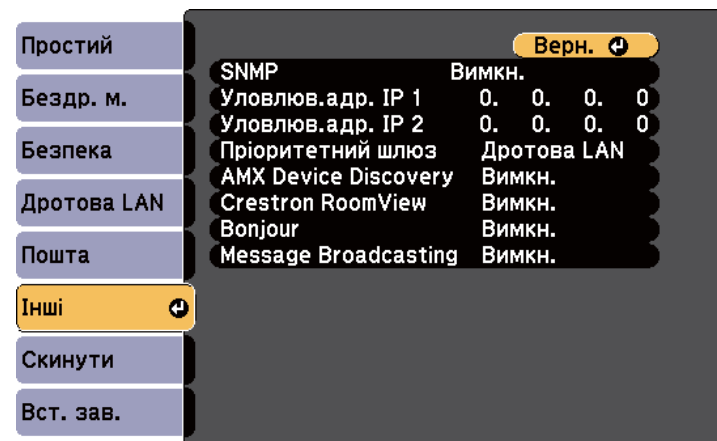 Простий
Бездр. м.
Безпека
Дротова LAN
Пошта
Інші
Скинути
Вст. зав.
Верн.
SNMP Вимкн.
Уловлюв.адр. IP 1 0. 0. 0. 0
Уловлюв.адр. IP 2 0. 0. 0. 0
Пріоритетний шлюз Дротова LAN
AMX Device Discovery Вимкн.
Crestron RoomView Вимкн.
Bonjour Вимкн.
Message Broadcasting Вимкн.